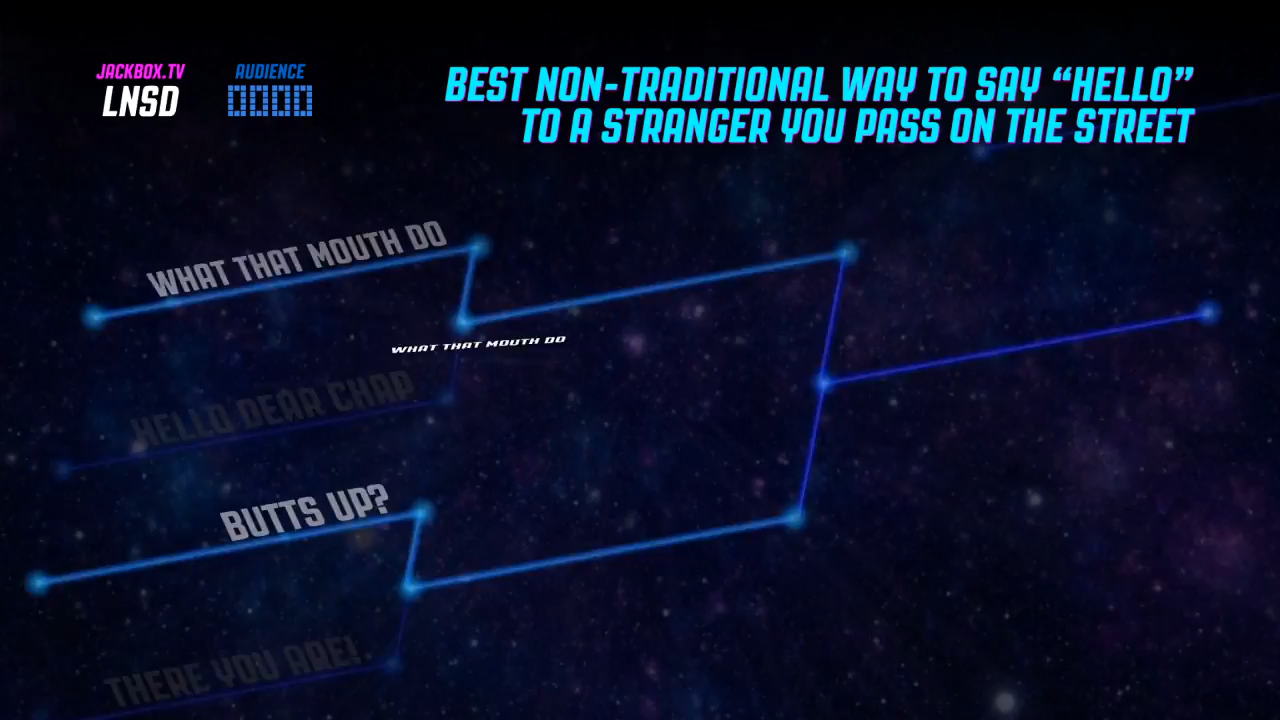 JACKBOX.TV
LNSD
AUDIENCE
0000
BEST NON-TRADITIONAL WAY TO SAY “HELLO”
TO A STRANGER YOU PASS ON THE STREET
WHAT THAT MOUTH DO
WHAT THAT MOUTH DO
HELLO DEAR CHAP
BUTTS UP?
THERE YOU ARE!